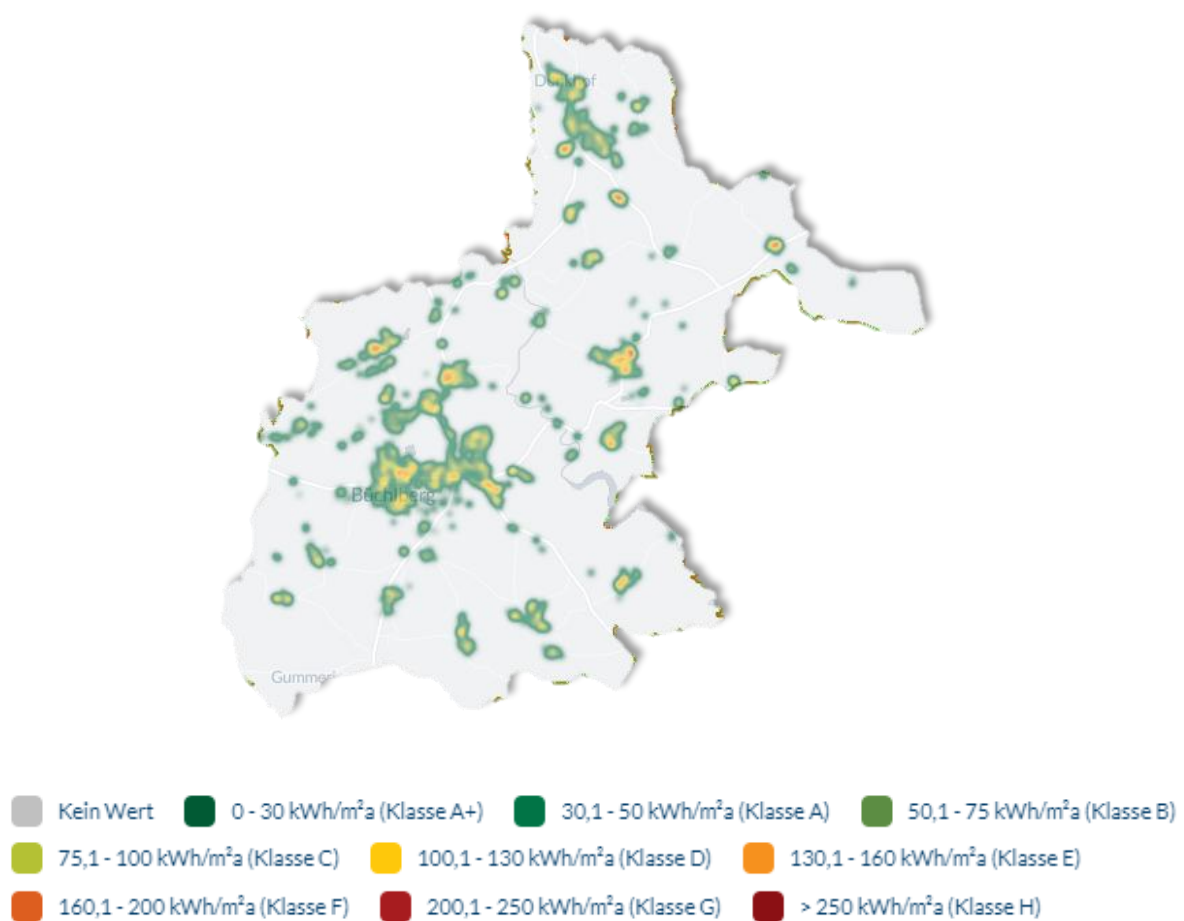 Büchlberg
Kein Wert
0 - 30 kWh/m²a (Klasse A+)
30,1 - 50 kWh/m²a (Klasse A)
50,1 - 75 kWh/m²a (Klasse B)
75,1 - 100 kWh/m²a (Klasse C)
100,1 - 130 kWh/m²a (Klasse D)
130,1 - 160 kWh/m²a (Klasse E)
160,1 - 200 kWh/m²a (Klasse F)
200,1 - 250 kWh/m²a (Klasse G)
> 250 kWh/m²a (Klasse H)